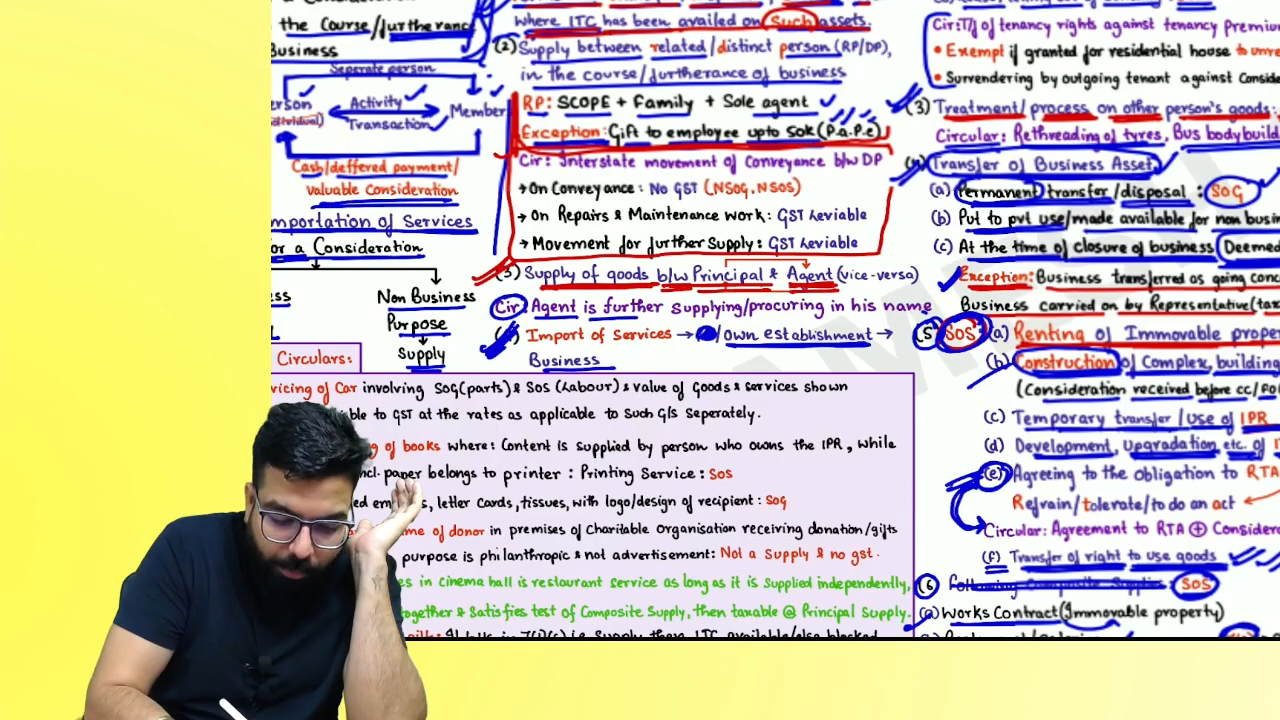 the Course/furtherance
Business
Seperate person
Activity
Member
Transaction
Cash/deffered payment/
valuable Consideration
Importation of Services
or a Consideration
Non Business
Purpose
Supply
Circulars:
where ITC has been availed on Such assets.
(2) Supply between related/distinct person (RP/DP),
in the course/furtherance of business
RP: SCOPE + Family + Sole agent
Exception: Gift to employee upto 50k (P.a.P.e)
Cir: Interstate movement of Conveyance b/w DP
→ On Conveyance: No GST (NSOG, NSOS)
→ On Repairs & Maintenance work: GST Leviable
→ Movement for further Supply: GST Leviable
(3) Supply of goods b/w Principal & Agent (vice-versa)
Cir: Agent is further supplying/procuring in his name
Import of Services → /own establishment →
Business
vicing of Car involving SOG(parts) & SOS (Labour) & value of Goods & Services shown
ble to GST at the rates as applicable to Such G/s Seperately.
g of books where: Content is supplied by person who owns the IPR, while
incl. paper belongs to printer : Printing Service: SOS
letter Cards, tissues, with logo/design of recipient: SOG
me of donor in premises of Charitable Organisation receiving donation/gifts
purpose is philanthropic & not advertisement: Not a Supply & no gst.
es in Cinema hall is restaurant service as long as it is Supplied independently,
ogether & Satisfies test of Composite Supply, then taxable @ Principal Supply.
Cir: T/f of tenancy rights against tenancy Premium
• Exempt if granted for residential house to
• Surrendering by outgoing tenant against Consid
(3) Treatment/process on other person's goods:
Circular: Rethreading of tyres, Bus bodybuild
Transfer of Business Asset
(a) Permanent transfer/disposal : SOG
(b) Put to pvt use/made available for non busin
(c) At the time of closure of business Deemed
Exception: Business transferred as going conc
Business carried on by Representative(ta
(5) SOS: (a) Renting of Immovable proper
(b) Construction of Complex, building
(Consideration received before CC/FO
(c) Temporary transfer/use of IPR
(d) Development, upgradation etc. of I
(e) Agreeing to the obligation to RTA
Refrain/tolerate/to do an act
Circular: Agreement to RTA ⊕ Consider
(f) Transfer of right to use goods
(6 Following Composite Supplies: SOS
(a) Works Contract (Immovable property)